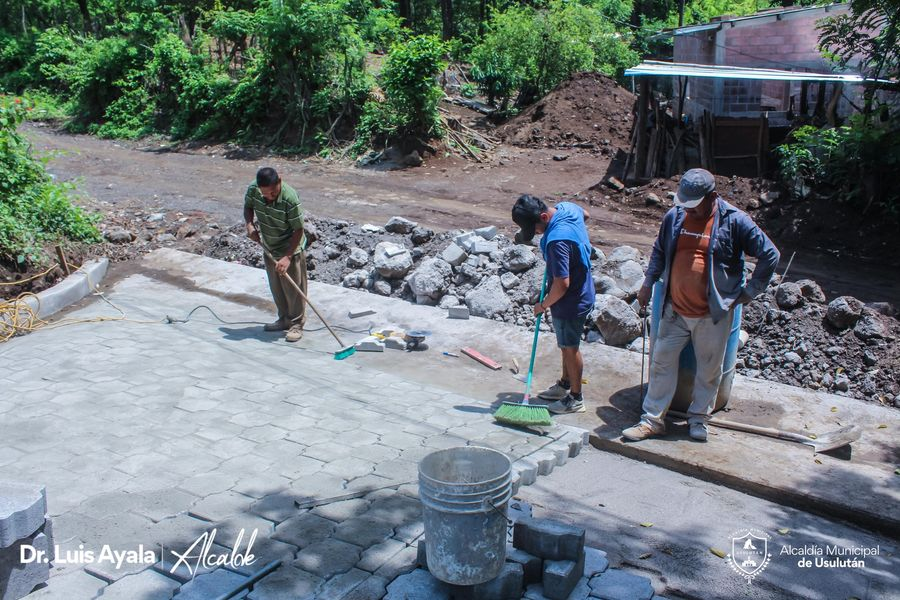 Dr. Luis Ayala | Alcalde
Alcaldía Municipal
de Usulután